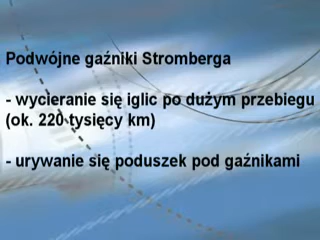 Podwójne gaźniki Stromberga
- wycieranie się iglic po dużym przebiegu
(ok. 220 tysięcy km)
- urywanie się poduszek pod gaźnikami